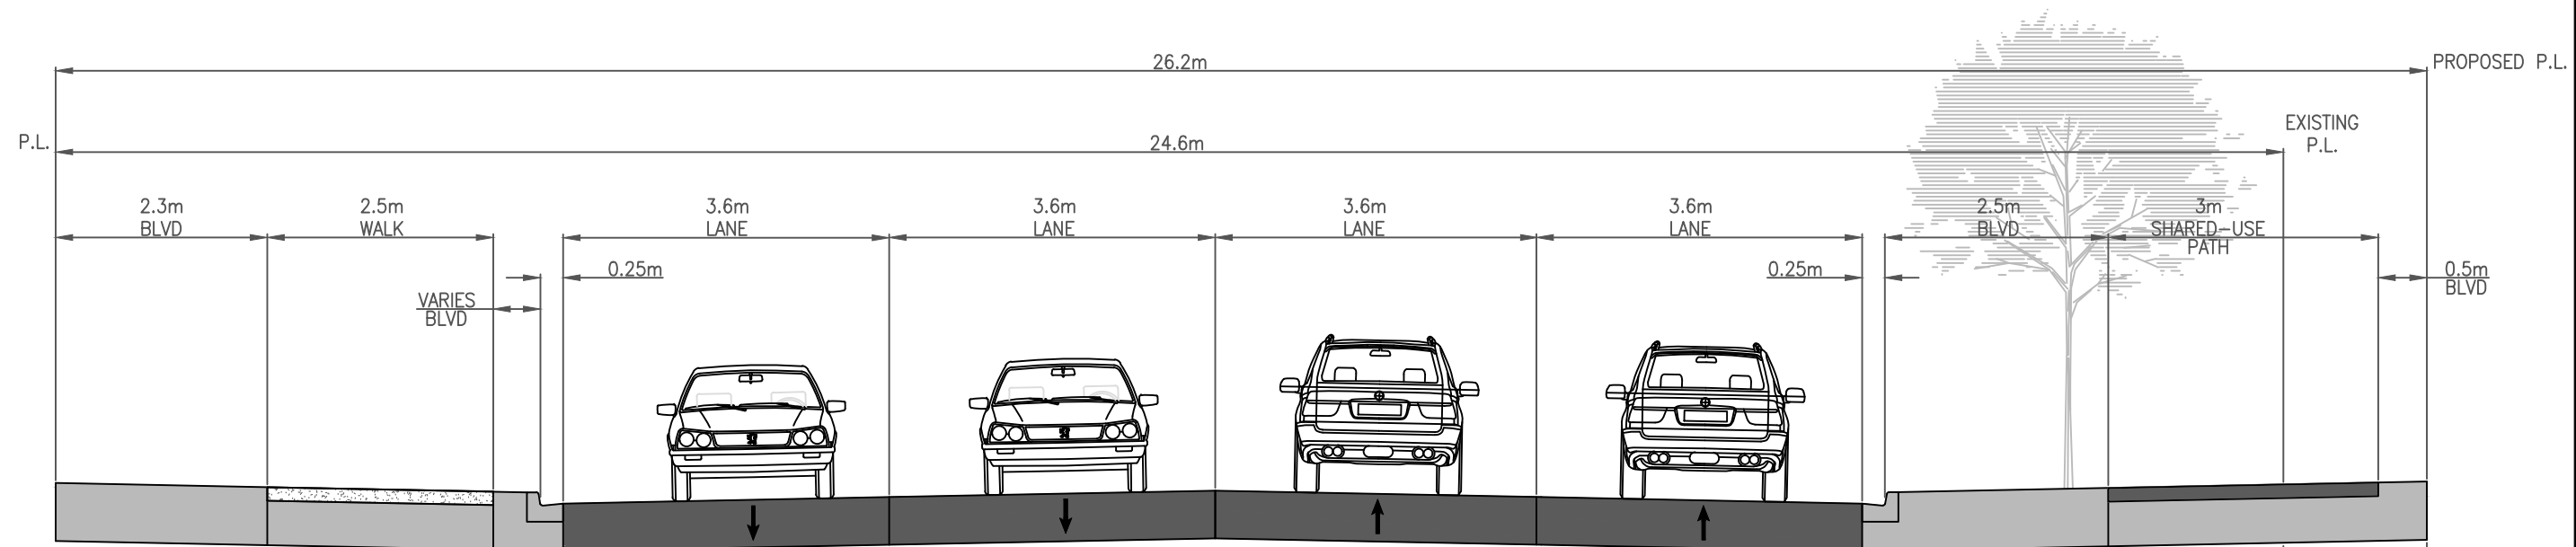 26.2m
PROPOSED P.L.
P.L.
24.6m
EXISTING
P.L.
2.3m
BLVD
2.5m
WALK
3.6m
LANE
3.6m
LANE
3.6m
LANE
3.6m
LANE
2.5m
BLVD
3m
SHARED-USE
PATH
0.25m
0.25m
0.5m
BLVD
VARIES
BLVD